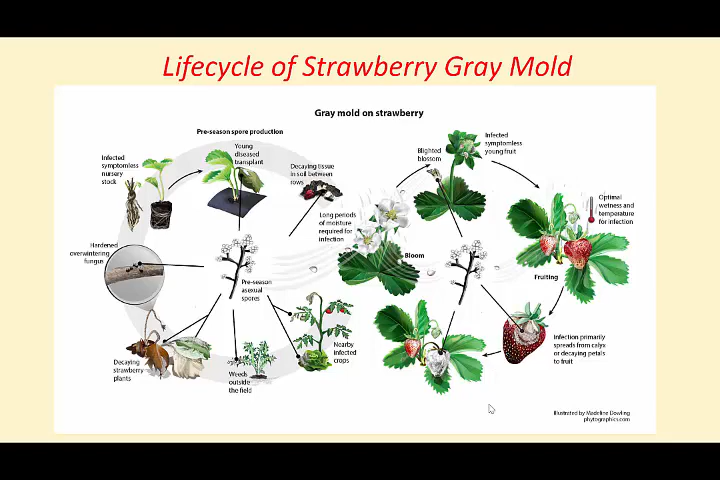 Lifecycle of Strawberry Gray Mold
Gray mold on strawberry
Pre-season spore production
Infected
symptomless
nursery
stock
Young
diseased
transplant
Decaying tissue
in soil between
rows
Long periods
of moisture
required for
infection
Hardened
overwintering
fungus
Pre-season
asexual
spores
Decaying
strawberry
plants
Weeds
outside
the field
Nearby
infected
crops
Bloom
Blighted
blossom
Infected
symptomless
young fruit
Optimal
wetness and
temperature
for infection
Fruiting
Infection primarily
spreads from calyx
or decaying petals
to fruit
Illustrated by Madeline Dowling
phytographics.com